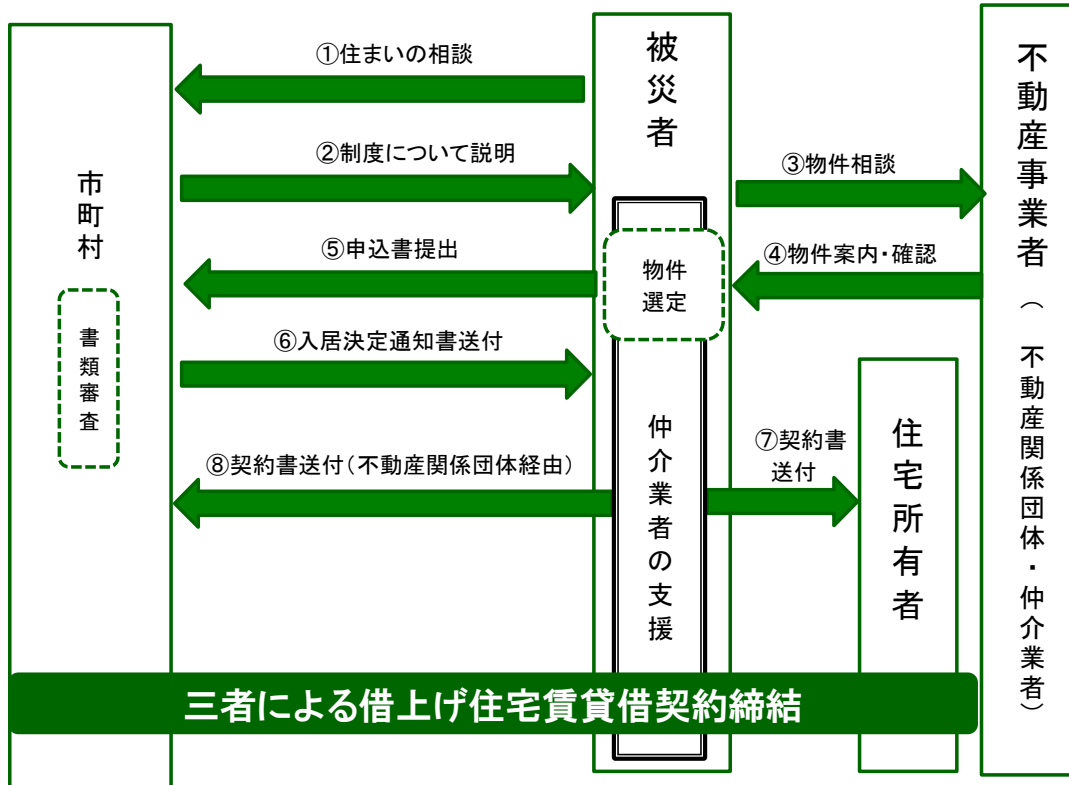 市町村
書類審査
①住まいの相談
②制度について説明
⑤申込書提出
⑥入居決定通知書送付
⑧契約書送付(不動産関係団体経由)
被災者
物件
選定
仲介業者の支援
③物件相談
④物件案内・確認
⑦契約書
送付
住宅所有者
不動産事業者(不動産関係団体・仲介業者)
三者による借上げ住宅賃貸借契約締結